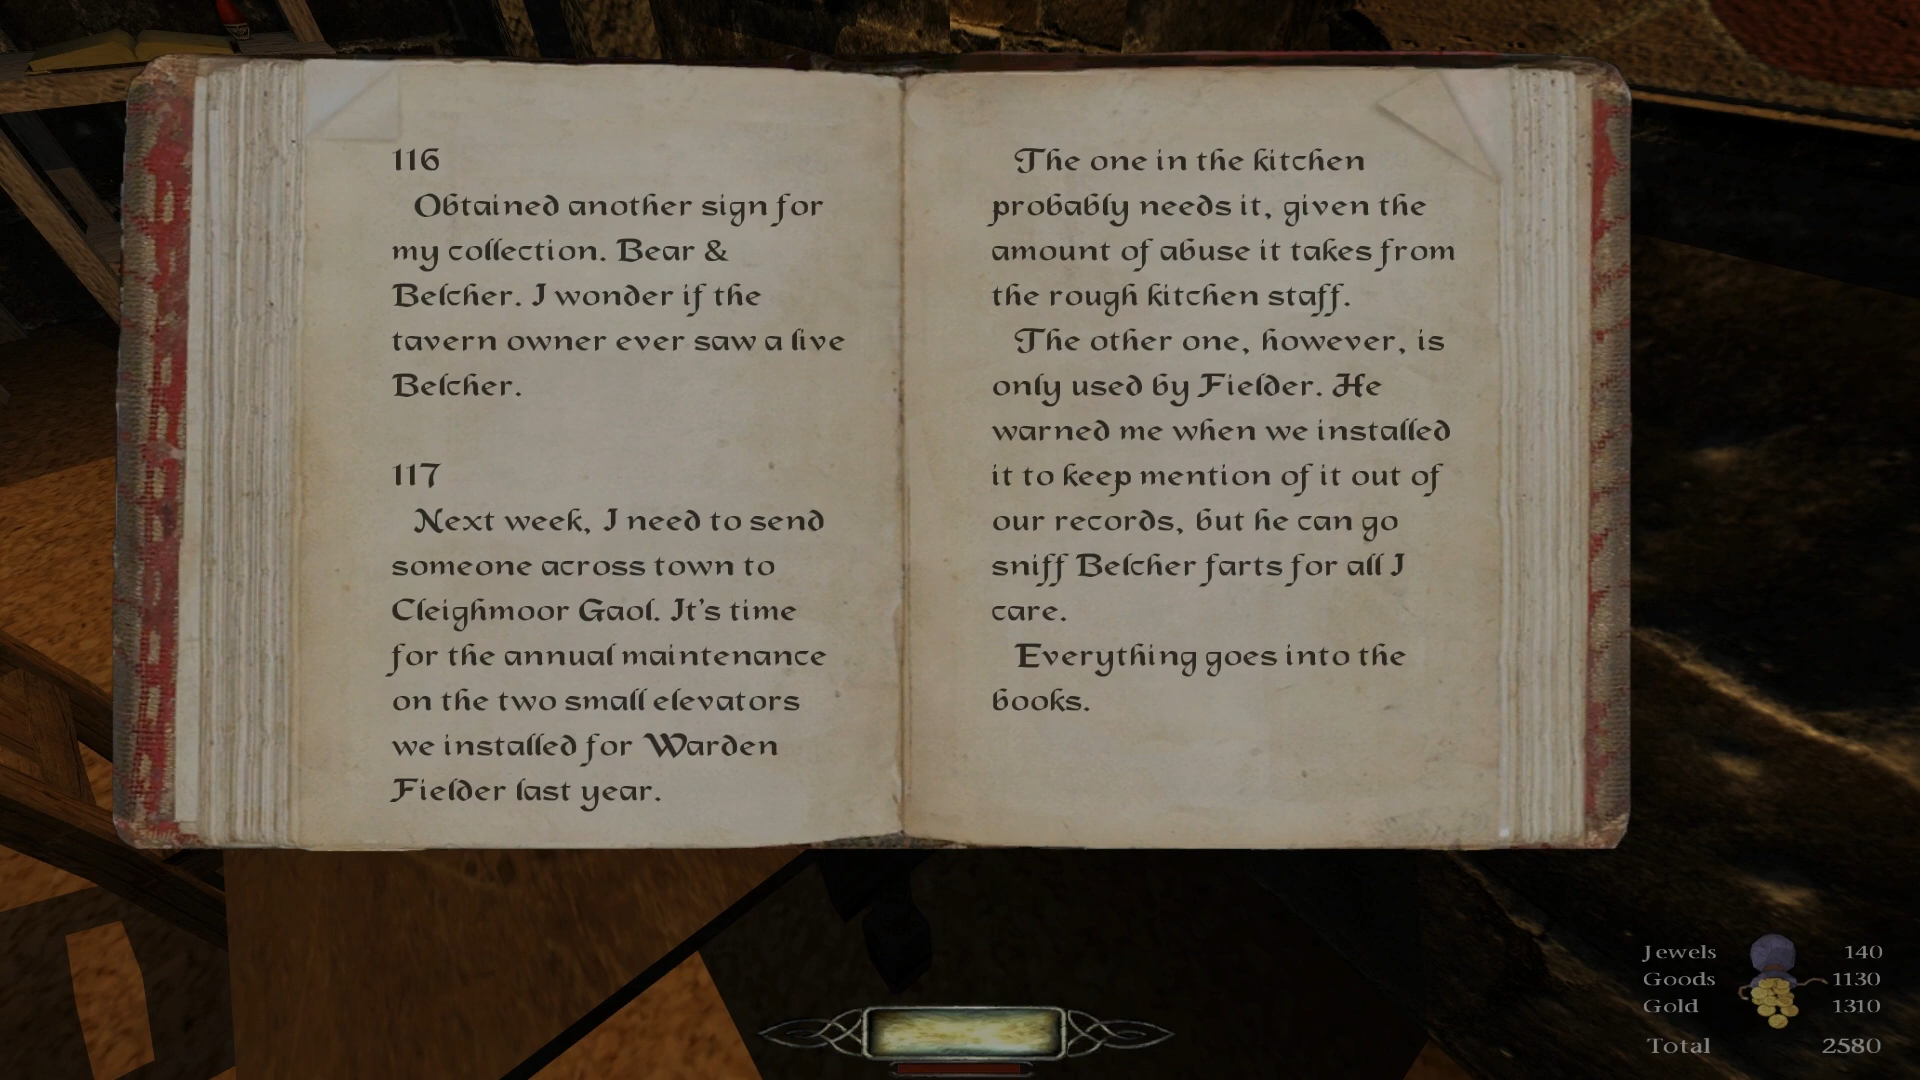 116
Obtained another sign for
my collection. Bear &
Belcher. I wonder if the
tavern owner ever saw a live
Belcher.
117
Next week, I need to send
someone across town to
Cleighmoor Gaol. It's time
for the annual maintenance
on the two small elevators
we installed for Warden
Fielder last year.
The one in the kitchen
probably needs it, given the
amount of abuse it takes from
the rough kitchen staff.
The other one, however, is
only used by Fielder. He
warned me when we installed
it to keep mention of it out of
our records, but he can go
sniff Belcher farts for all I
care.
Everything goes into the
books.
Jewels 140
Goods 1130
Gold 1310
Total 2580